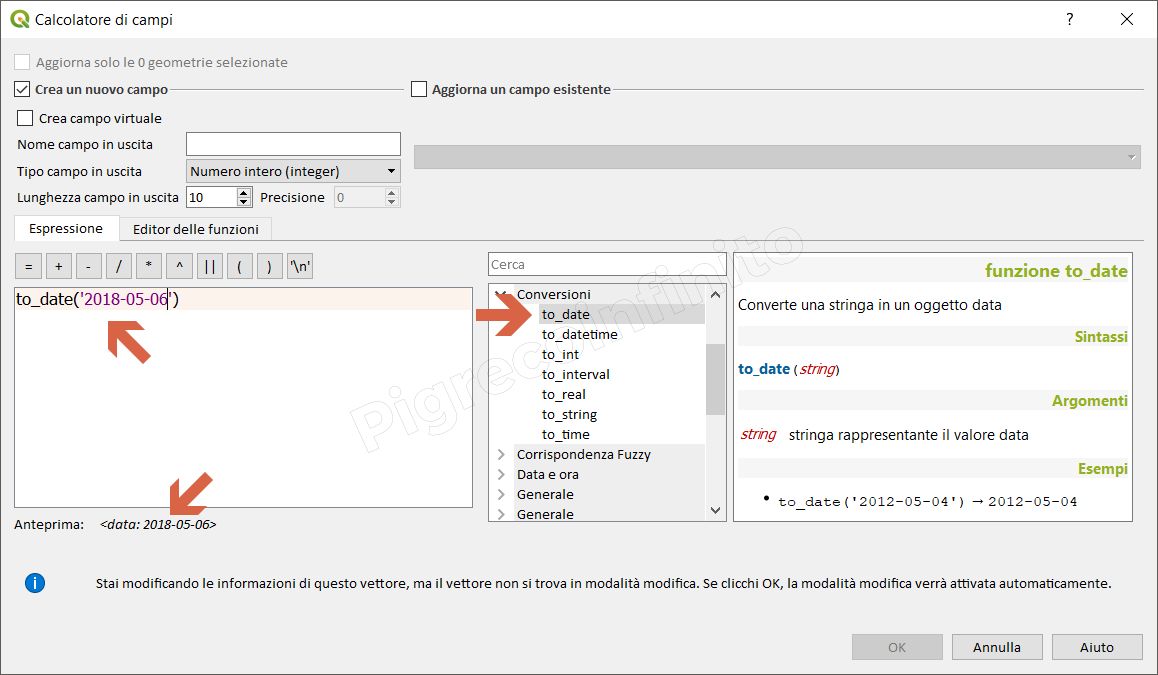 Calcolatore di campi
?
Aggiorna solo le 0 geometrie selezionate
Crea un nuovo campo
Aggiorna un campo esistente
Crea campo virtuale
Nome campo in uscita
Tipo campo in uscita
Numero intero (integer)
Lunghezza campo in uscita
10
Precisione
0
Espressione
Editor delle funzioni
= + - / * ^ || ( ) '\n'
to_date('2018-05-06')
Anteprima: <data: 2018-05-06>
Cerca
Conversioni
to_date
to_datetime
to_int
to_interval
to_real
to_string
to_time
Corrispondenza Fuzzy
Data e ora
Generale
Generale
funzione to_date
Converte una stringa in un oggetto data
Sintassi
to_date (string)
Argomenti
string stringa rappresentante il valore data
Esempi
• to_date('2012-05-04') → 2012-05-04
Pigrecoinfinito
Stai modificando le informazioni di questo vettore, ma il vettore non si trova in modalità modifica. Se clicchi OK, la modalità modifica verrà attivata automaticamente.
OK
Annulla
Aiuto